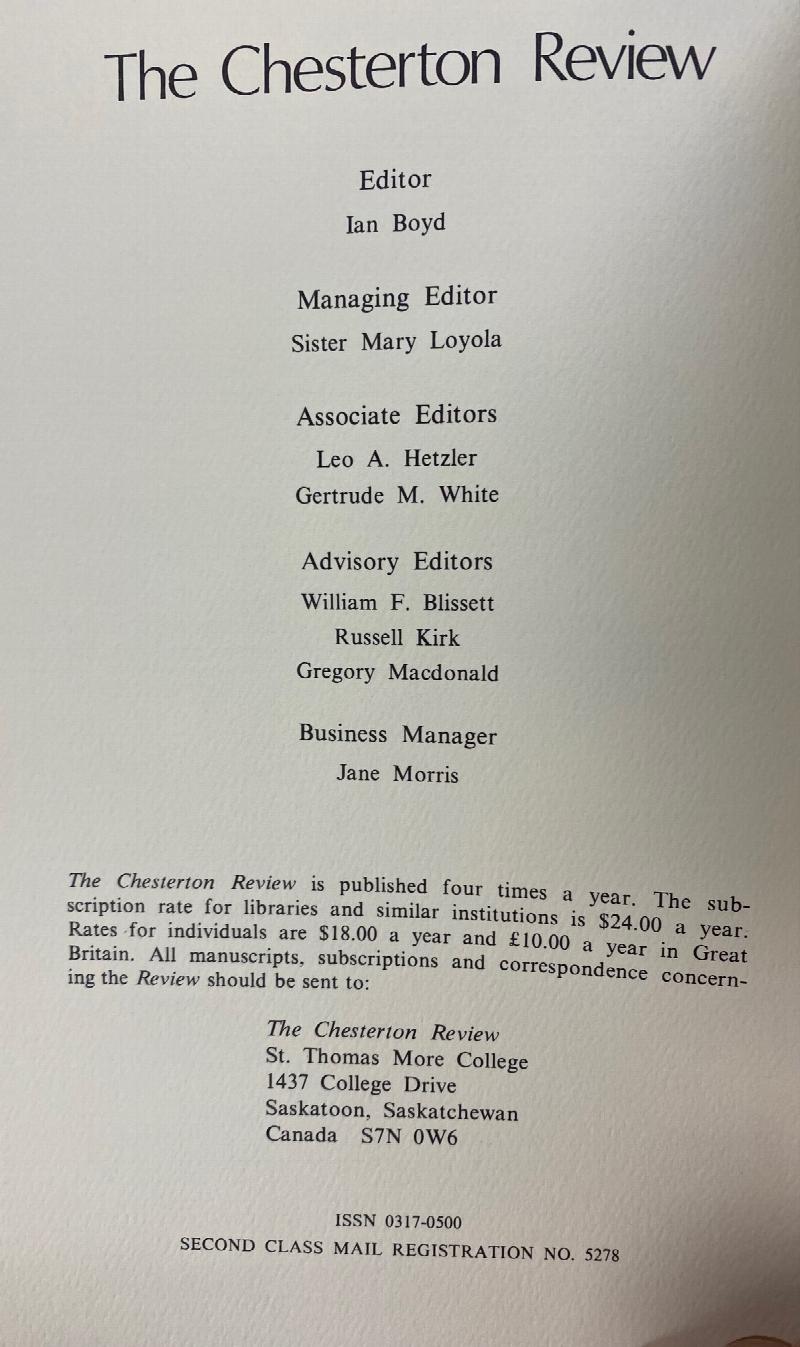 The Chesterton Review
Editor
Ian Boyd
Managing Editor
Sister Mary Loyola
Associate Editors
Leo A. Hetzler
Gertrude M. White
Advisory Editors
William F. Blissett
Russell Kirk
Gregory Macdonald
Business Manager
Jane Morris
The Chesterton Review is published four times a year. The sub-
scription rate for libraries and similar institutions is $24.00 a year.
Rates for individuals are $18.00 a year and £10.00 a year in Great
Britain. All manuscripts, subscriptions and correspondence concern-
ing the Review should be sent to:
The Chesterton Review
St. Thomas More College
1437 College Drive
Saskatoon, Saskatchewan
Canada S7N 0W6
ISSN 0317-0500
SECOND CLASS MAIL REGISTRATION NO. 5278